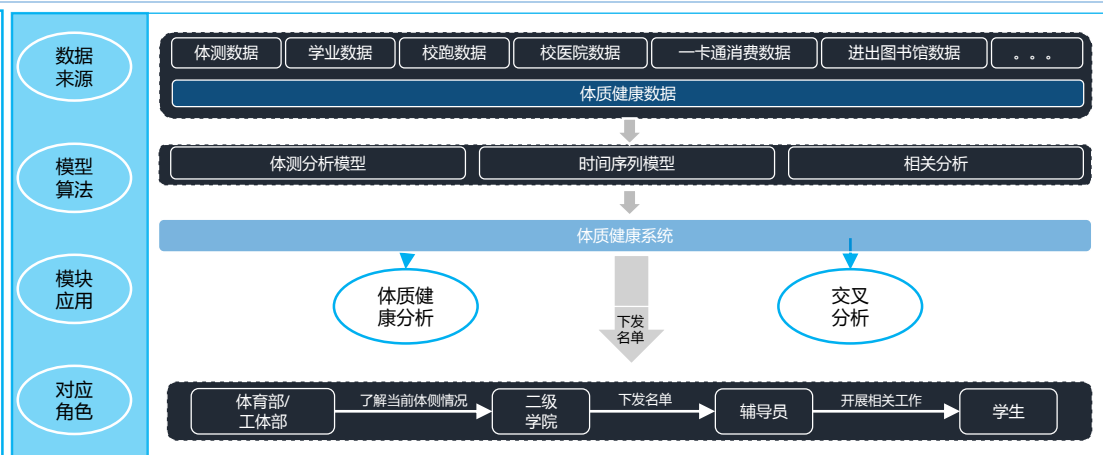 数据
来源
体测数据
学业数据
校跑数据
校医院数据
一卡通消费数据
进出图书馆数据
。。。
体质健康数据
模型
算法
体测分析模型
时间序列模型
相关分析
体质健康系统
模块
应用
体质健
康分析
下发
名单
交叉
分析
对应
角色
体育部/
工体部
了解当前体侧情况
二级
学院
下发名单
辅导员
开展相关工作
学生